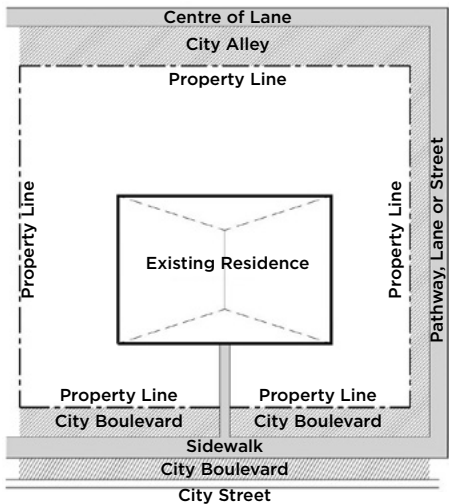 Centre of Lane
City Alley
Property Line
Property Line
Property Line
Pathway, Lane or Street
Existing Residence
Property Line
Property Line
City Boulevard
City Boulevard
Sidewalk
City Boulevard
City Street